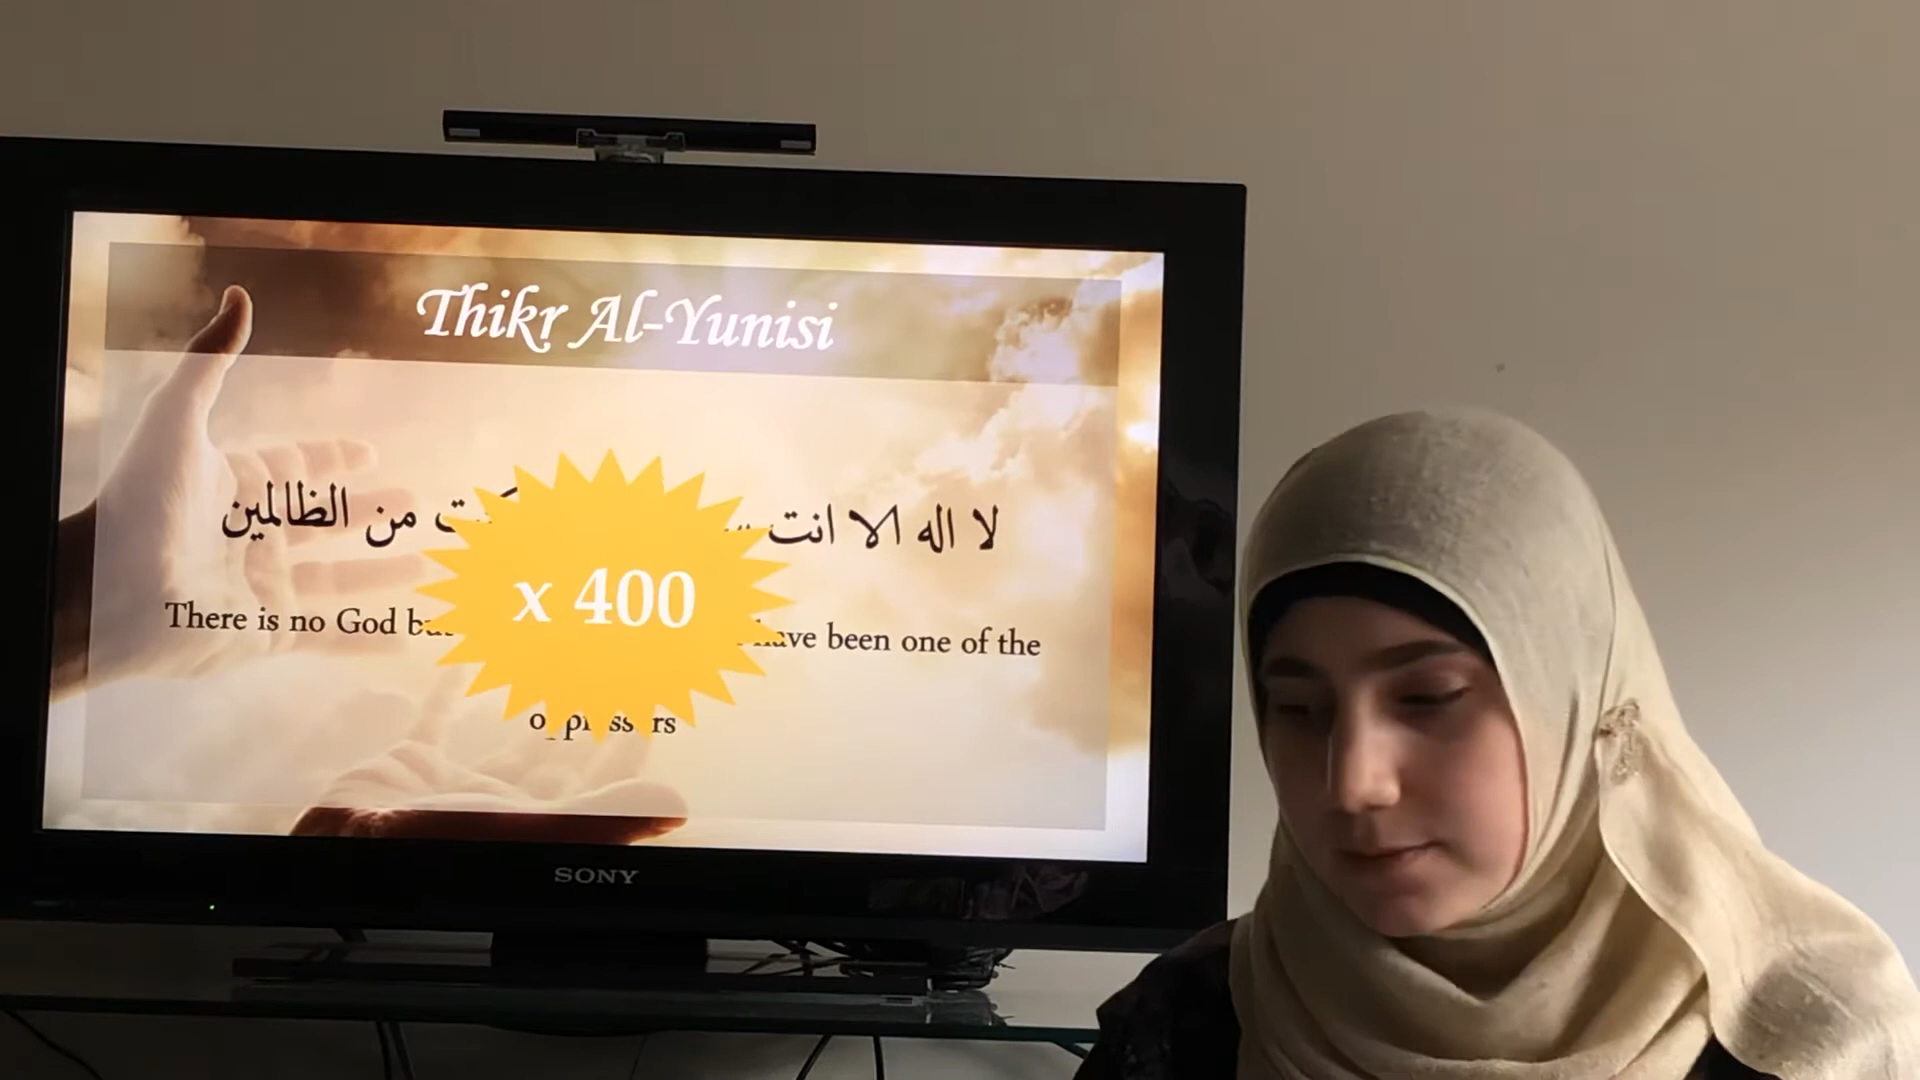 Thikr Al-Yunisi
لا اله الا انت من الظالمين
x 400
There is no God been one of the
SONY